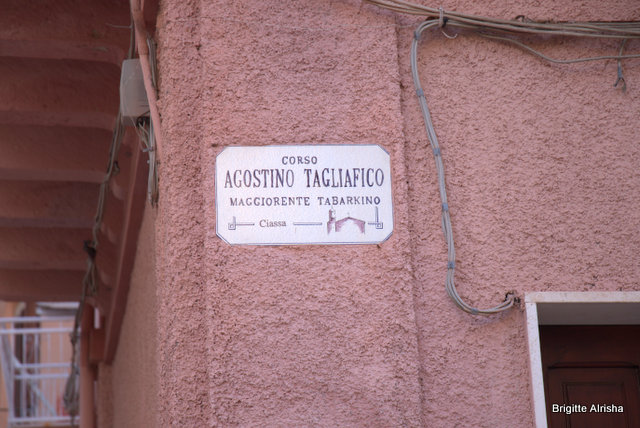 CORSO
AGOSTINO TAGLIAFICO
MAGGIORENTE TABARKINO
Ciassa
Brigitte Alrisha